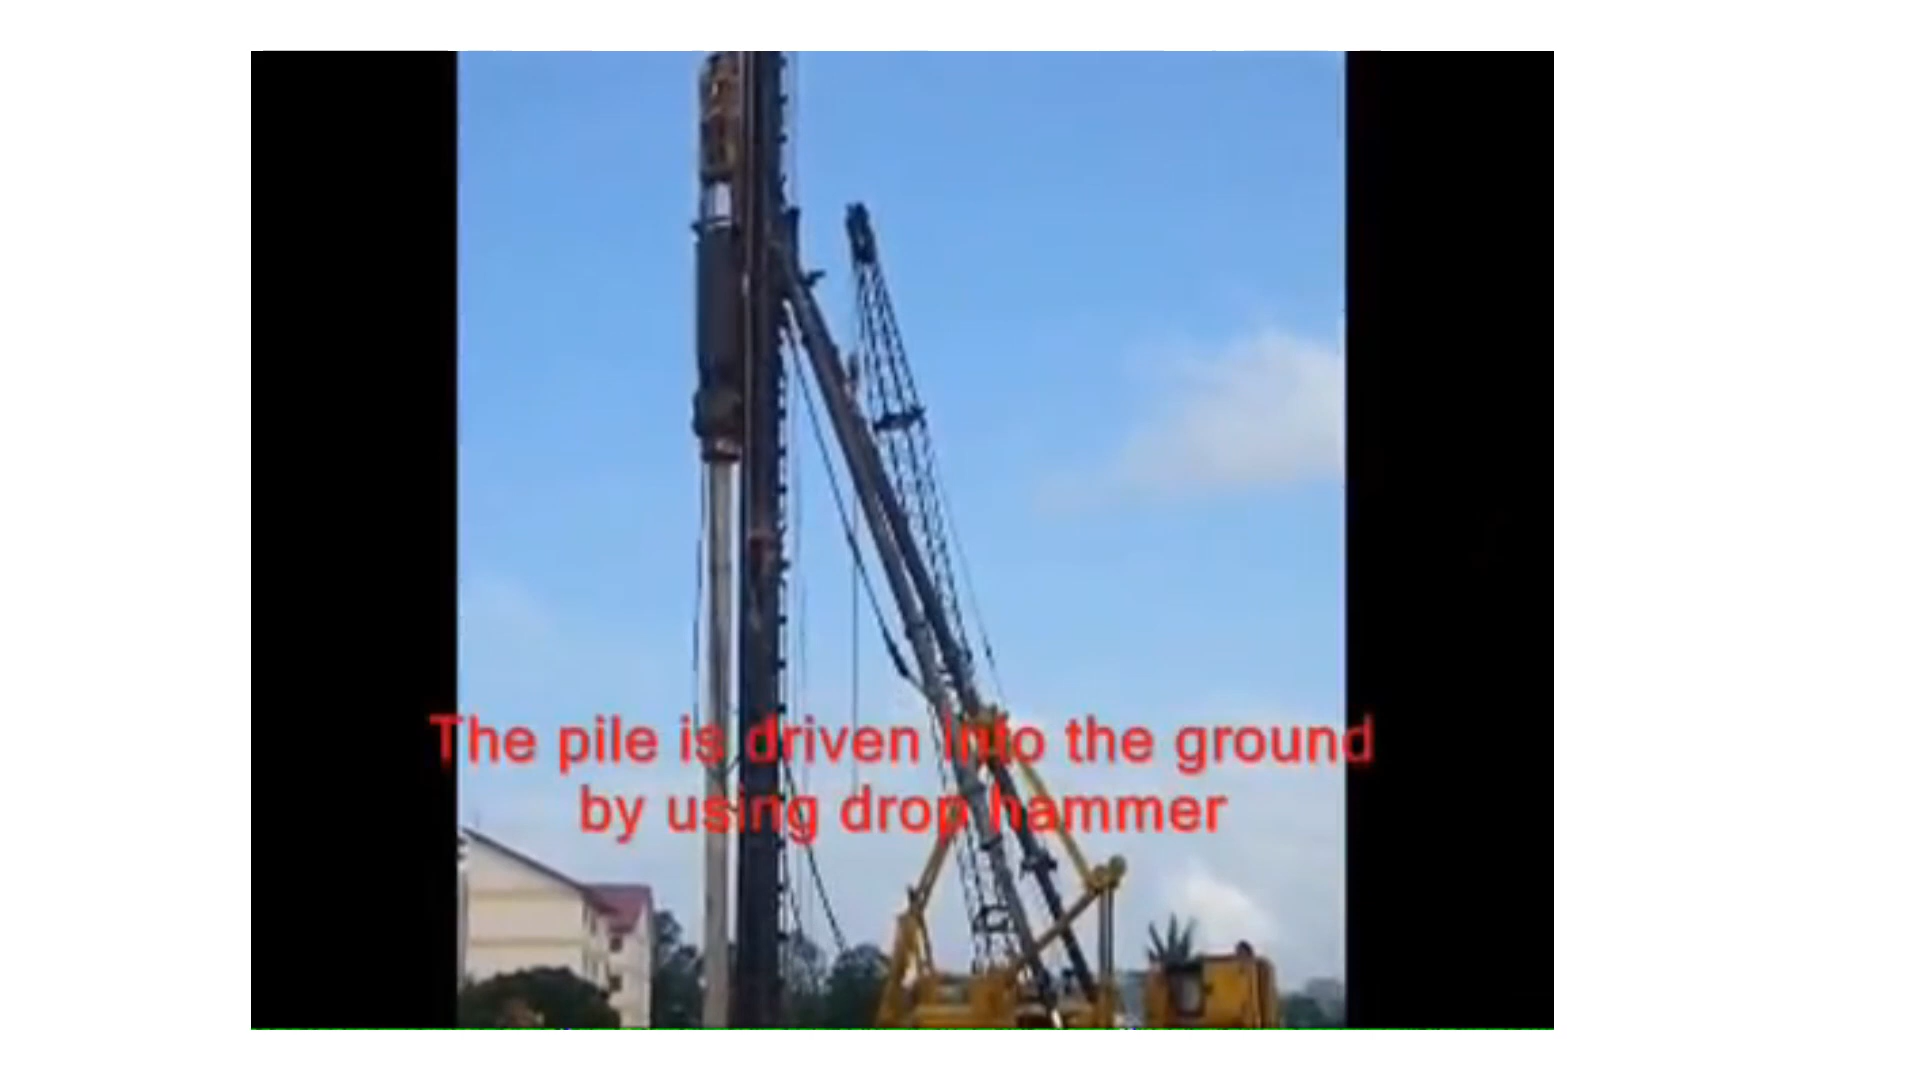 The pile is driven into the ground
by using drop hammer